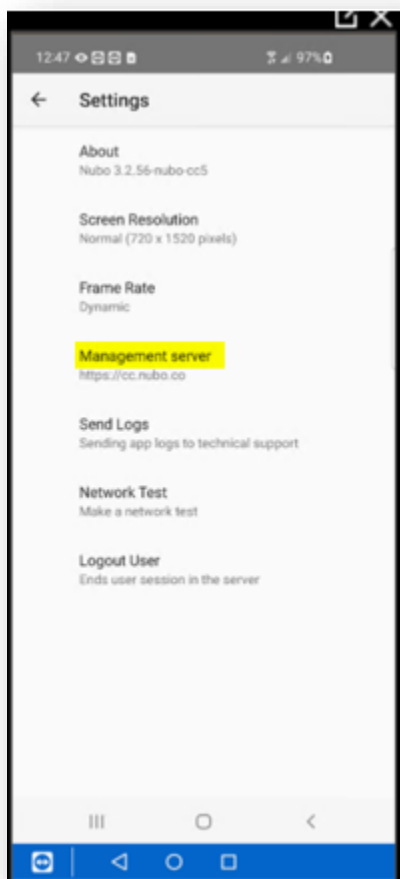 12:47
97%
Settings
About
Nubo 3.2.56-nubo-cc5
Screen Resolution
Normal (720 x 1520 pixels)
Frame Rate
Dynamic
Management server
https://cc.nubo.co
Send Logs
Sending app logs to technical support
Network Test
Make a network test
Logout User
Ends user session in the server